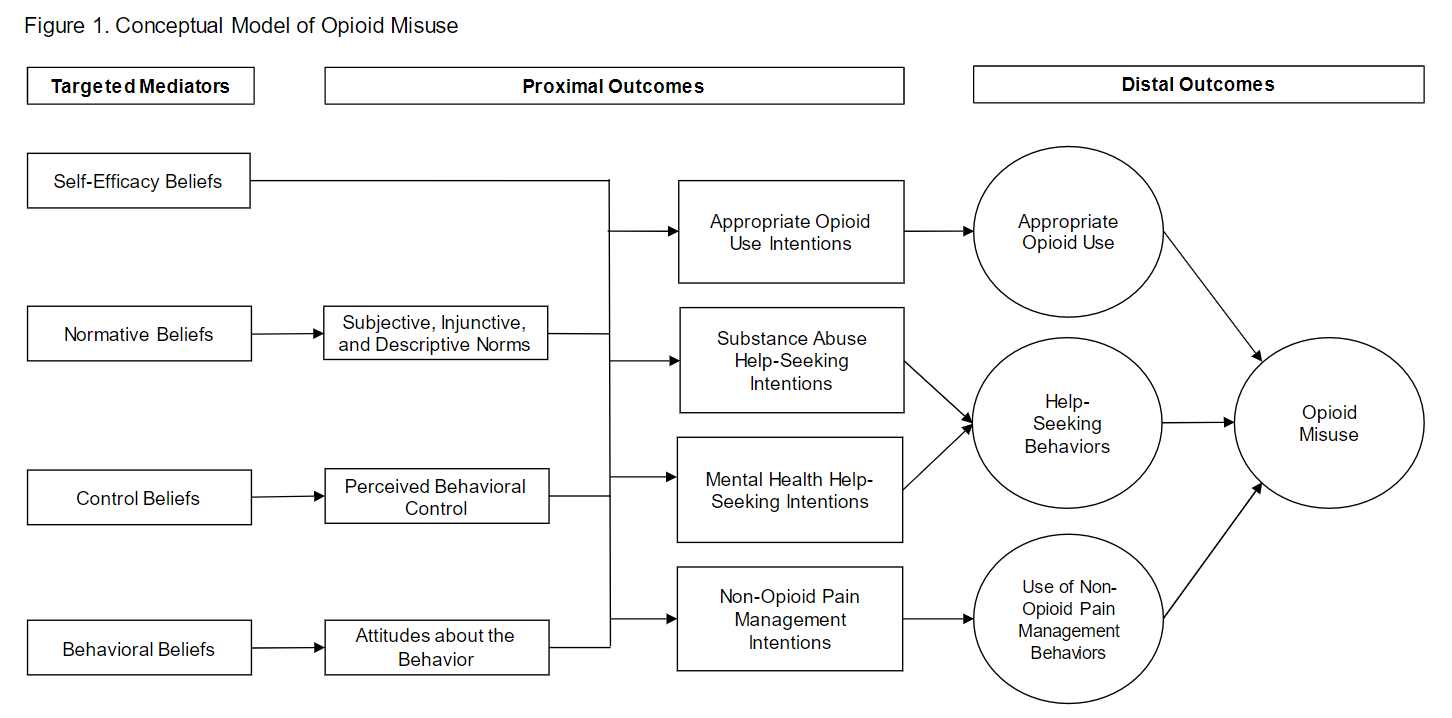 Figure 1. Conceptual Model of Opioid Misuse
Targeted Mediators
Proximal Outcomes
Distal Outcomes
Self-Efficacy Beliefs
Normative Beliefs
Control Beliefs
Behavioral Beliefs
Subjective, Injunctive,
and Descriptive Norms
Perceived Behavioral
Control
Attitudes about the
Behavior
Appropriate Opioid
Use Intentions
Substance Abuse
Help-Seeking
Intentions
Mental Health Help-
Seeking Intentions
Non-Opioid Pain
Management
Intentions
Appropriate
Opioid Use
Help-
Seeking
Behaviors
Use of Non-
Opioid Pain
Management
Behaviors
Opioid
Misuse